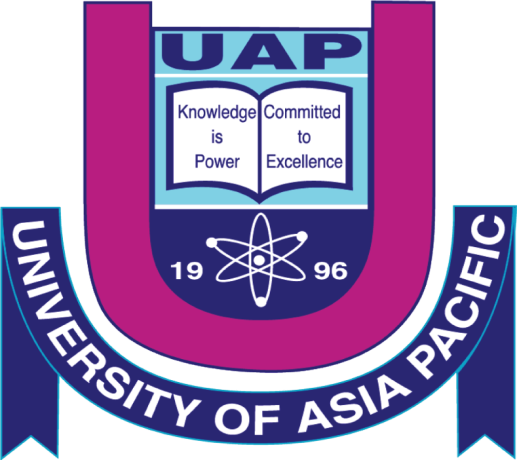 UAP
Knowledge
is
Power
Committed
to
Excellence
19 96
UNIVERSITY OF ASIA PACIFIC